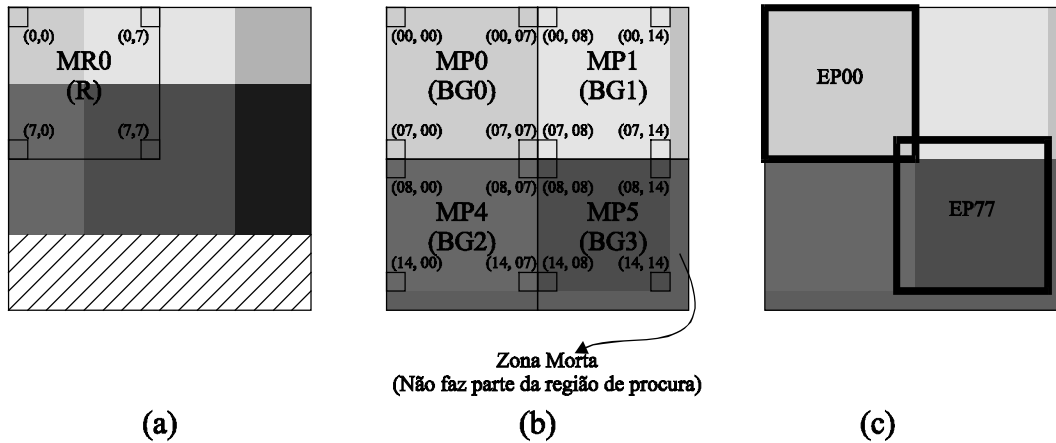 (0,0) (0,7)
MR0
(R)
(7,0) (7,7)
(a)
(00, 00) (00, 07) (00, 08) (00, 14)
MP0 MP1
(BG0) (BG1)
(07, 00) (07, 07) (07, 08) (07, 14)
(08, 00) (08, 07) (08, 08) (08, 14)
MP4 MP5
(BG2) (BG3)
(14, 00) (14, 07) (14, 08) (14, 14)
Zona Morta
(Não faz parte da região de procura)
(b)
EP00
EP77
(c)